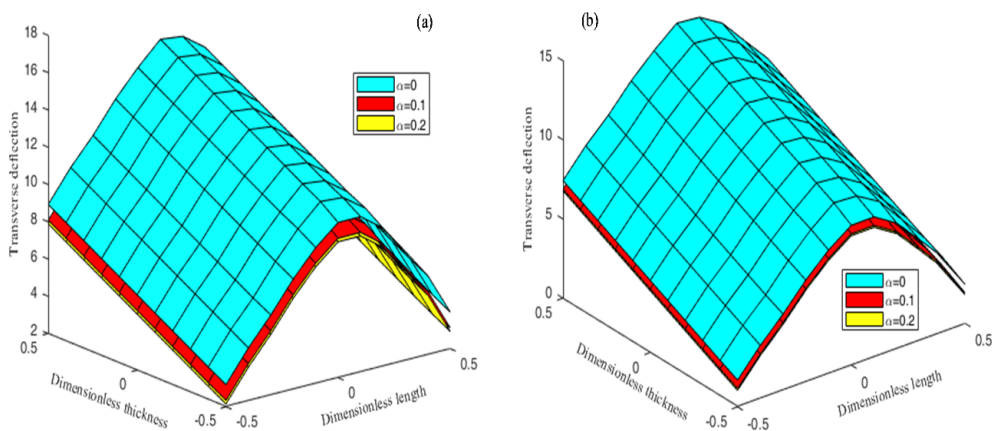 (a)
18
16
14
12
10
8
6
4
2
Transverse deflection
0.5
0
-0.5
Dimensionless thickness
-0.5
0
0.5
Dimensionless length
α=0
α=0.1
α=0.2
(b)
15
10
5
0
Transverse deflection
0.5
0
-0.5
Dimensionless thickness
-0.5
0
0.5
Dimensionless length
α=0
α=0.1
α=0.2